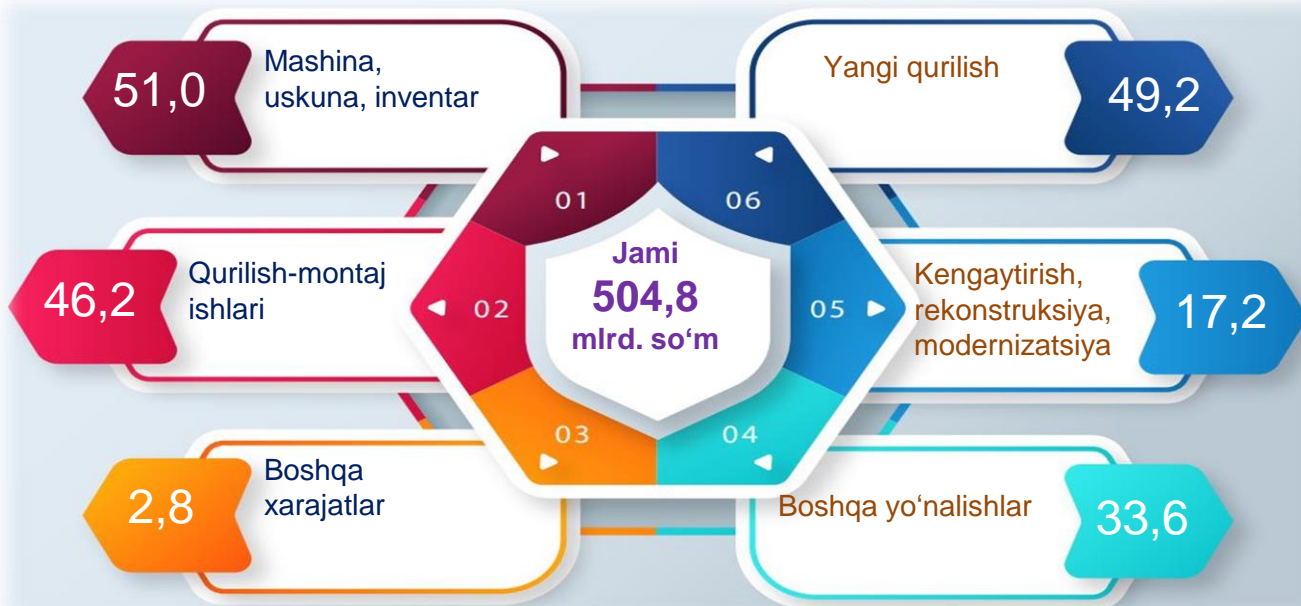 51,0
Mashina,
uskuna, inventar
Yangi qurilish
49,2
01
06
46,2
Qurilish-montaj
ishlari
02
Jami
504,8
mlrd. so‘m
05
Kengaytirish,
rekonstruksiya,
modernizatsiya
17,2
2,8
Boshqa
xarajatlar
03
04
Boshqa yo‘nalishlar
33,6